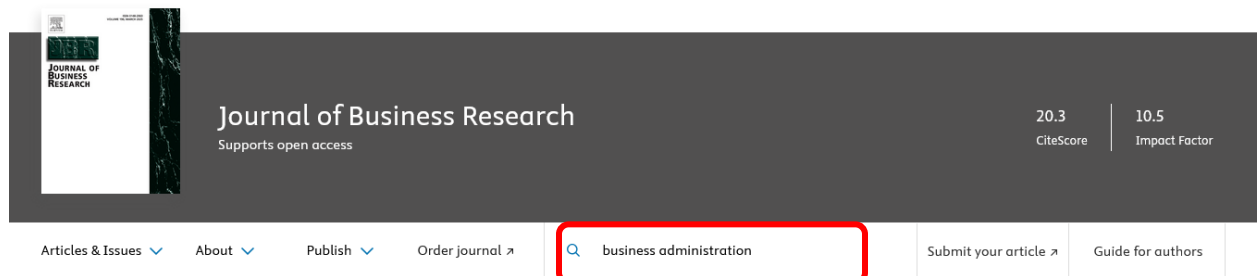 JOURNAL OF
BUSINESS
RESEARCH
Journal of Business Research
Supports open access
20.3
CiteScore
10.5
Impact Factor
Articles & Issues
About
Publish
Order journal ↗
business administration
Submit your article ↗
Guide for authors